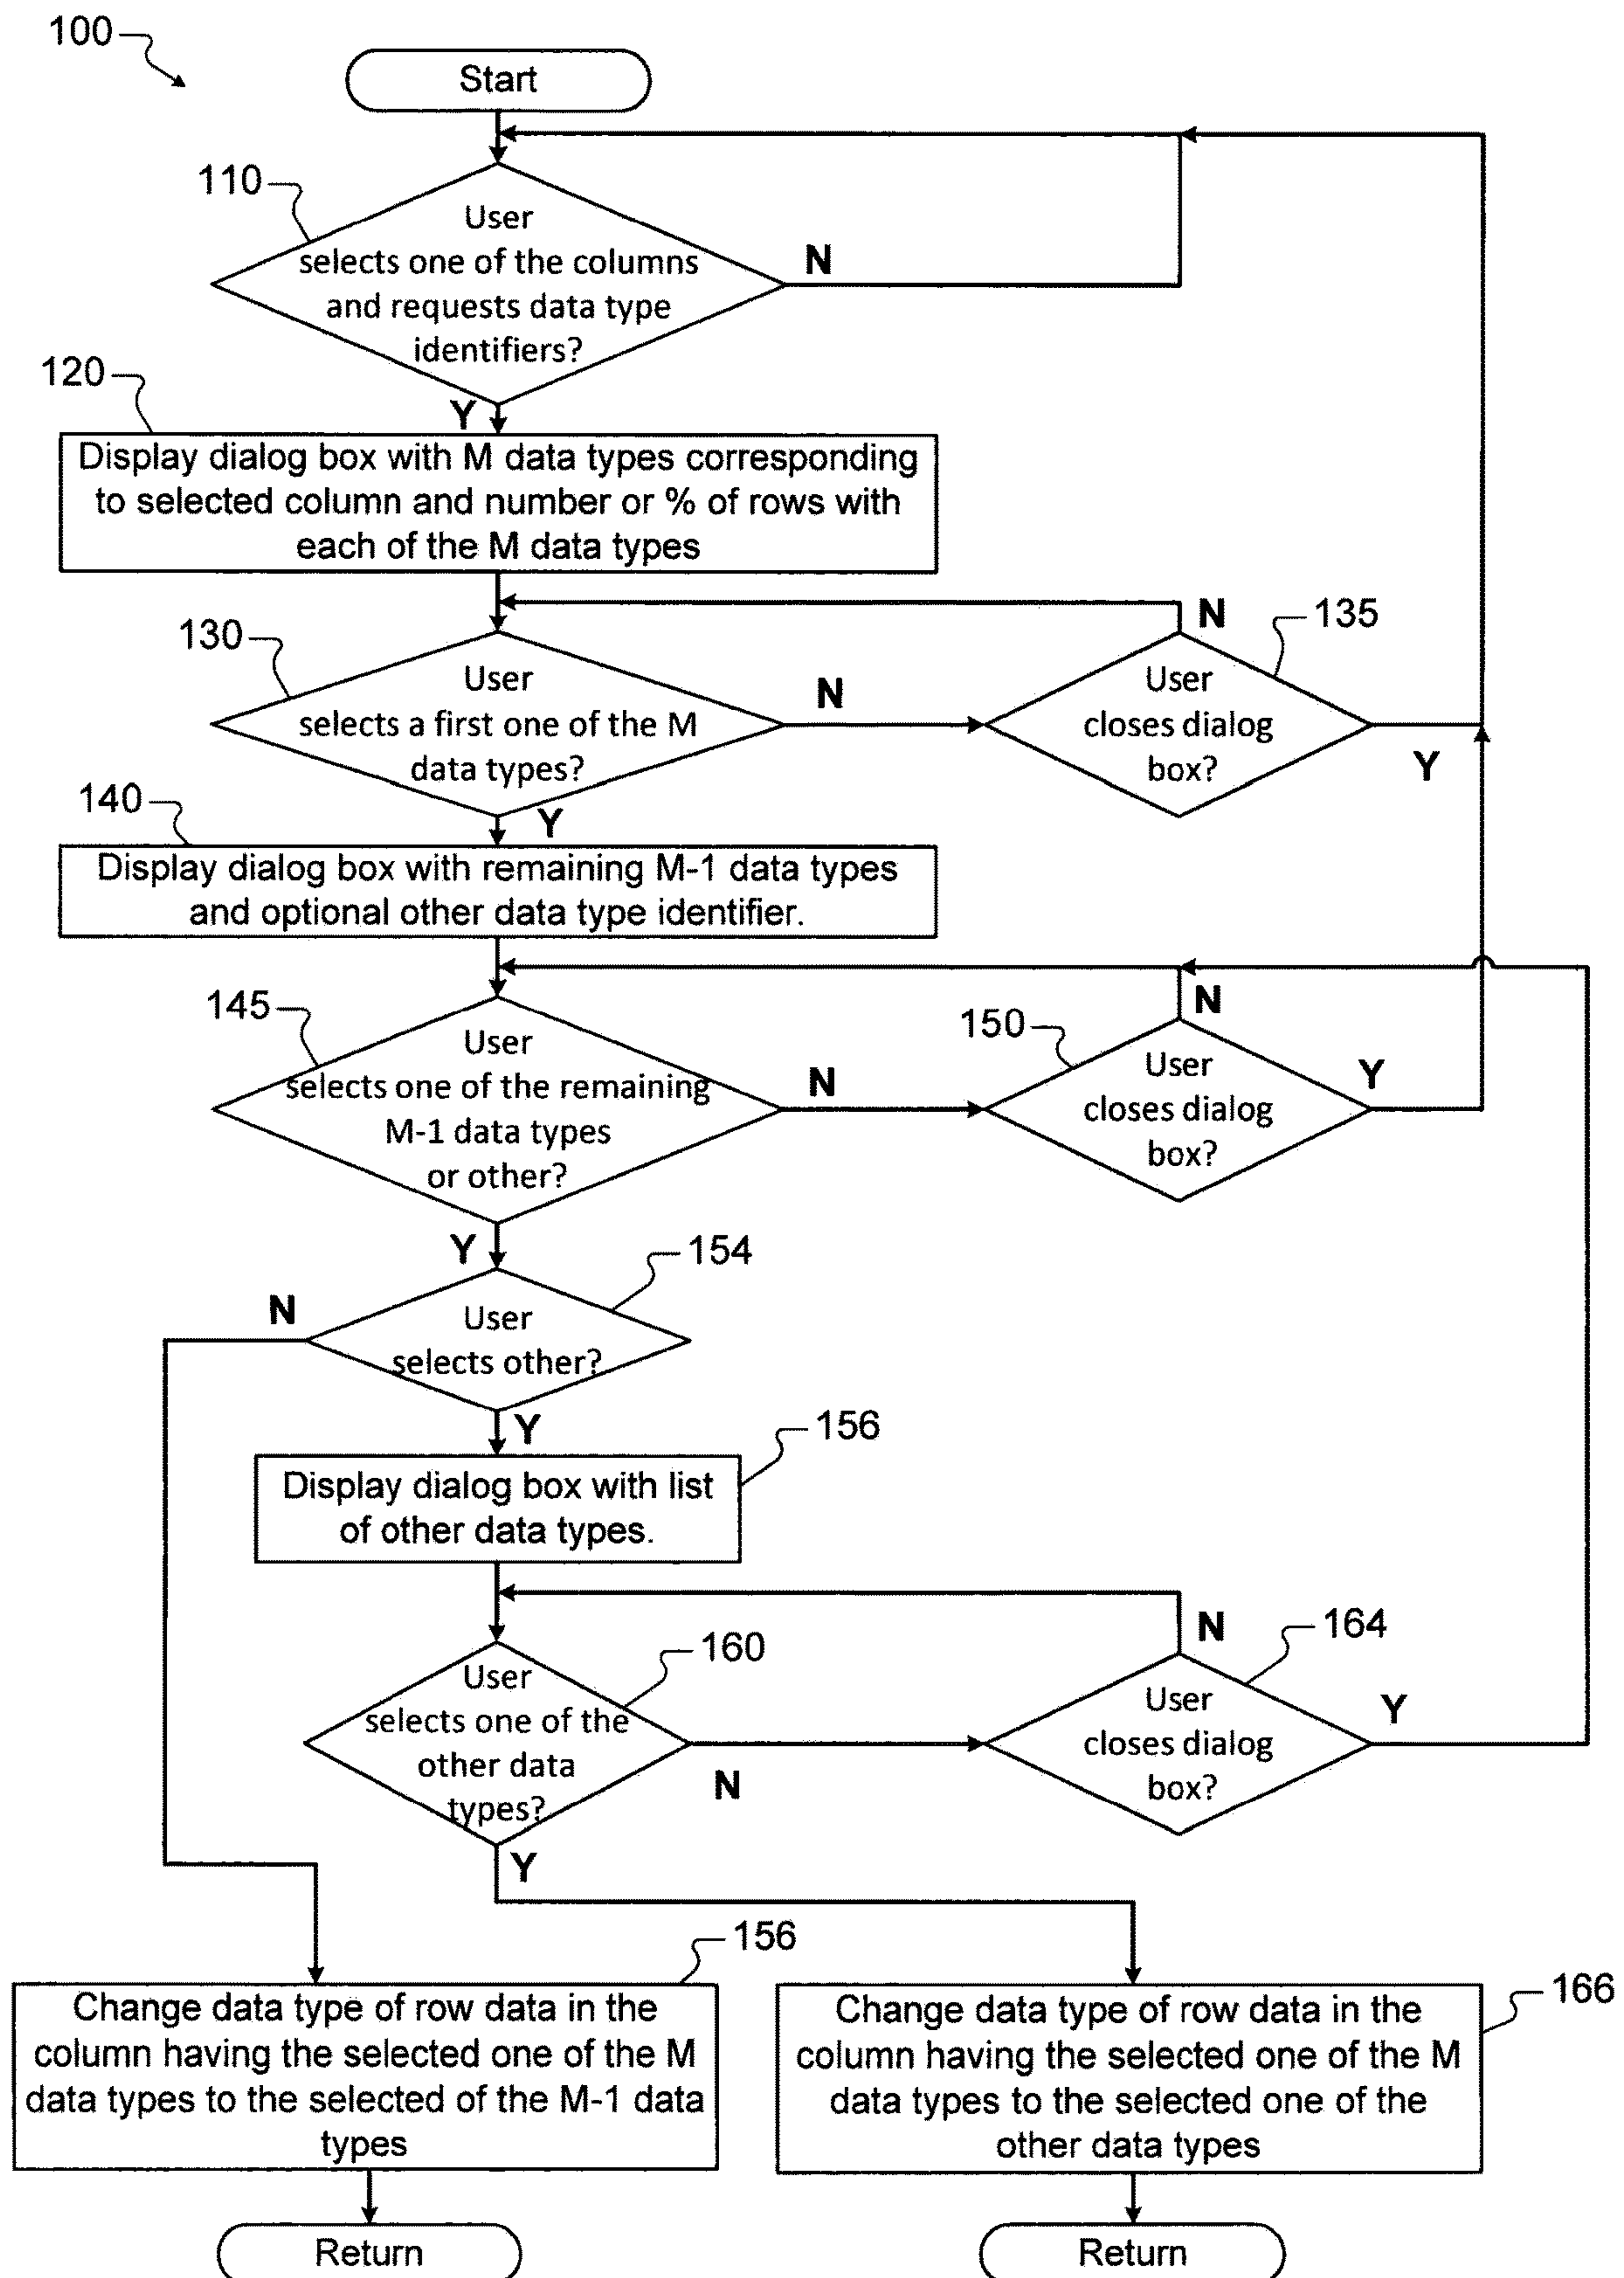 100
Start
110
User
selects one of the columns
and requests data type
identifiers?
N
Y
120
Display dialog box with M data types corresponding
to selected column and number or % of rows with
each of the M data types
130
User
selects a first one of the M
data types?
N
Y
135
N
User
closes dialog
box?
Y
140
Display dialog box with remaining M-1 data types
and optional other data type identifier.
145
User
selects one of the remaining
M-1 data types
or other?
N
Y
150
N
User
closes dialog
box?
Y
154
N
User
selects other?
Y
156
Display dialog box with list
of other data types.
160
User
selects one of the
other data
types?
N
Y
164
N
User
closes dialog
box?
Y
156
Change data type of row data in the
column having the selected one of the M
data types to the selected of the M-1 data
types
Return
166
Change data type of row data in the
column having the selected one of the M
data types to the selected one of the
other data types
Return